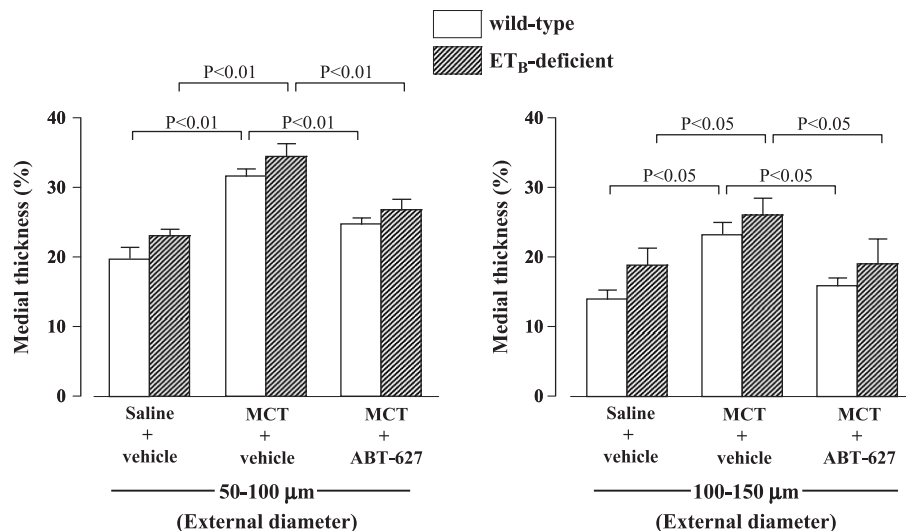 wild-type
ETB-deficient
P<0.01 P<0.01
P<0.01 P<0.01
Medial thickness (%)
40
30
20
10
0
Saline + vehicle
MCT + vehicle
MCT + ABT-627
50-100 μm
(External diameter)
P<0.05 P<0.05
P<0.05 P<0.05
Medial thickness (%)
40
30
20
10
0
Saline + vehicle
MCT + vehicle
MCT + ABT-627
100-150 μm
(External diameter)